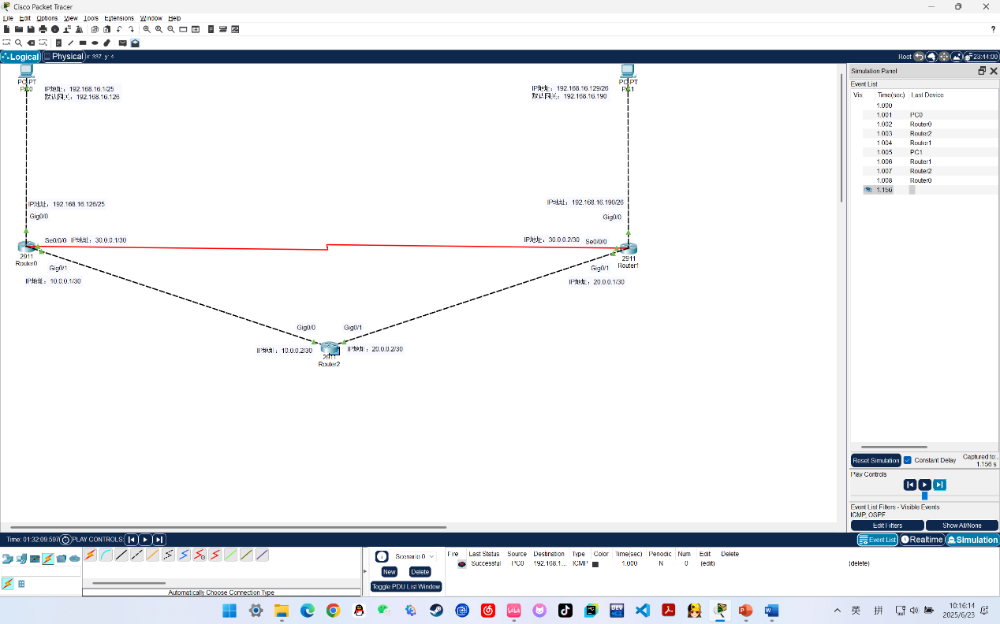 Cisco Packet Tracer
File Edit Options View Tools Extensions Window Help
?
Logical Physical x: 337, y: 4 Root 23:44:00
PC-PT
PC0
IP地址：192.168.16.1/25
默认网关：192.168.16.126
IP地址：192.168.16.129/26
默认网关：192.168.16.190
PC-PT
PC1
IP地址：192.168.16.126/25
Gig0/0
IP地址：192.168.16.190/26
Gig0/0
Se0/0/0 IP地址：30.0.0.1/30
IP地址：30.0.0.2/30 Se0/0/0
2911
Router0
2911
Router1
Gig0/1
IP地址：10.0.0.1/30
Gig0/1
IP地址：20.0.0.1/30
Gig0/0 Gig0/1
IP地址：10.0.0.2/30 IP地址：20.0.0.2/30
2911
Router2
Simulation Panel
Event List
Vis. Time(sec) Last Device
1.000
1.001 PC0
1.002 Router0
1.003 Router2
1.004 Router1
1.005 PC1
1.006 Router1
1.007 Router2
1.008 Router0
1.156
Reset Simulation Constant Delay Captured to:..
1.156 s
Play Controls
Event List Filters - Visible Events
ICMP, OSPF
Edit Filters Show All/None
Time: 01:32:09.597 PLAY CONTROLS: Event List Realtime Simulation
Automatically Choose Connection Type
Scenario 0
New Delete
Toggle PDU List Window
Fire Last Status Source Destination Type Color Time(sec) Periodic Num Edit Delete
Successful PC0 192.168.1... ICMP 1.000 N 0 (edit) (delete)
英 拼 10:16:14
2025/6/23